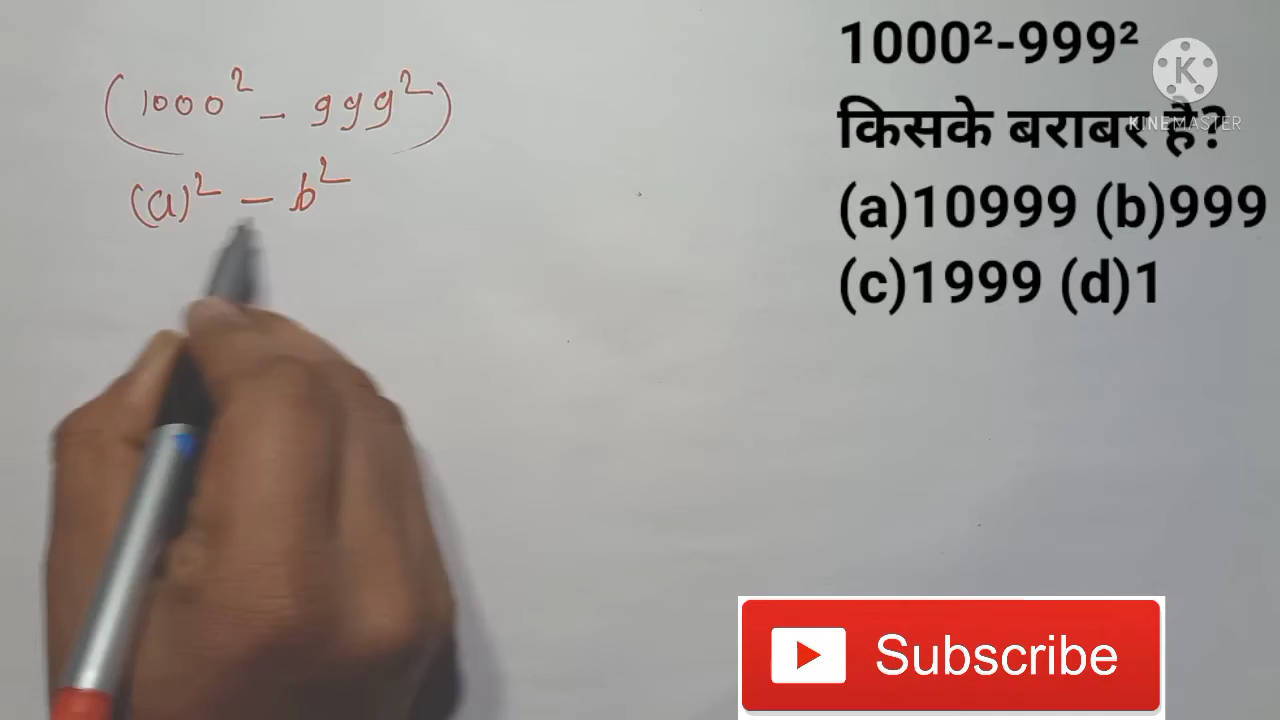 (1000² - 999²)
(a)² - b²
1000²-999²
किसके बराबर है?
(a)10999 (b)999
(c)1999 (d)1
KINEMASTER
Subscribe